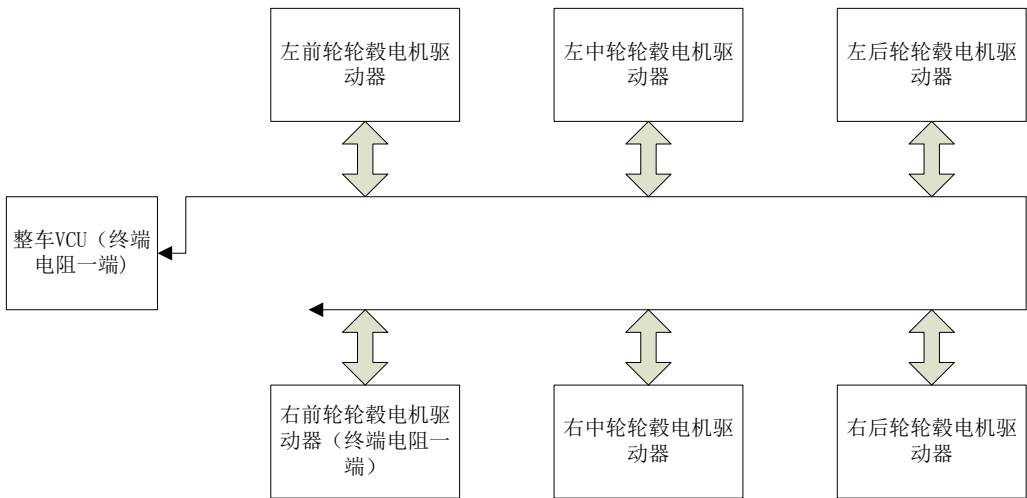 左前轮轮毂电机驱
动器
左中轮轮毂电机驱
动器
左后轮轮毂电机驱
动器
整车VCU（终端
电阻一端)
右前轮轮毂电机驱
动器（终端电阻一
端）
右中轮轮毂电机驱
动器
右后轮轮毂电机驱
动器